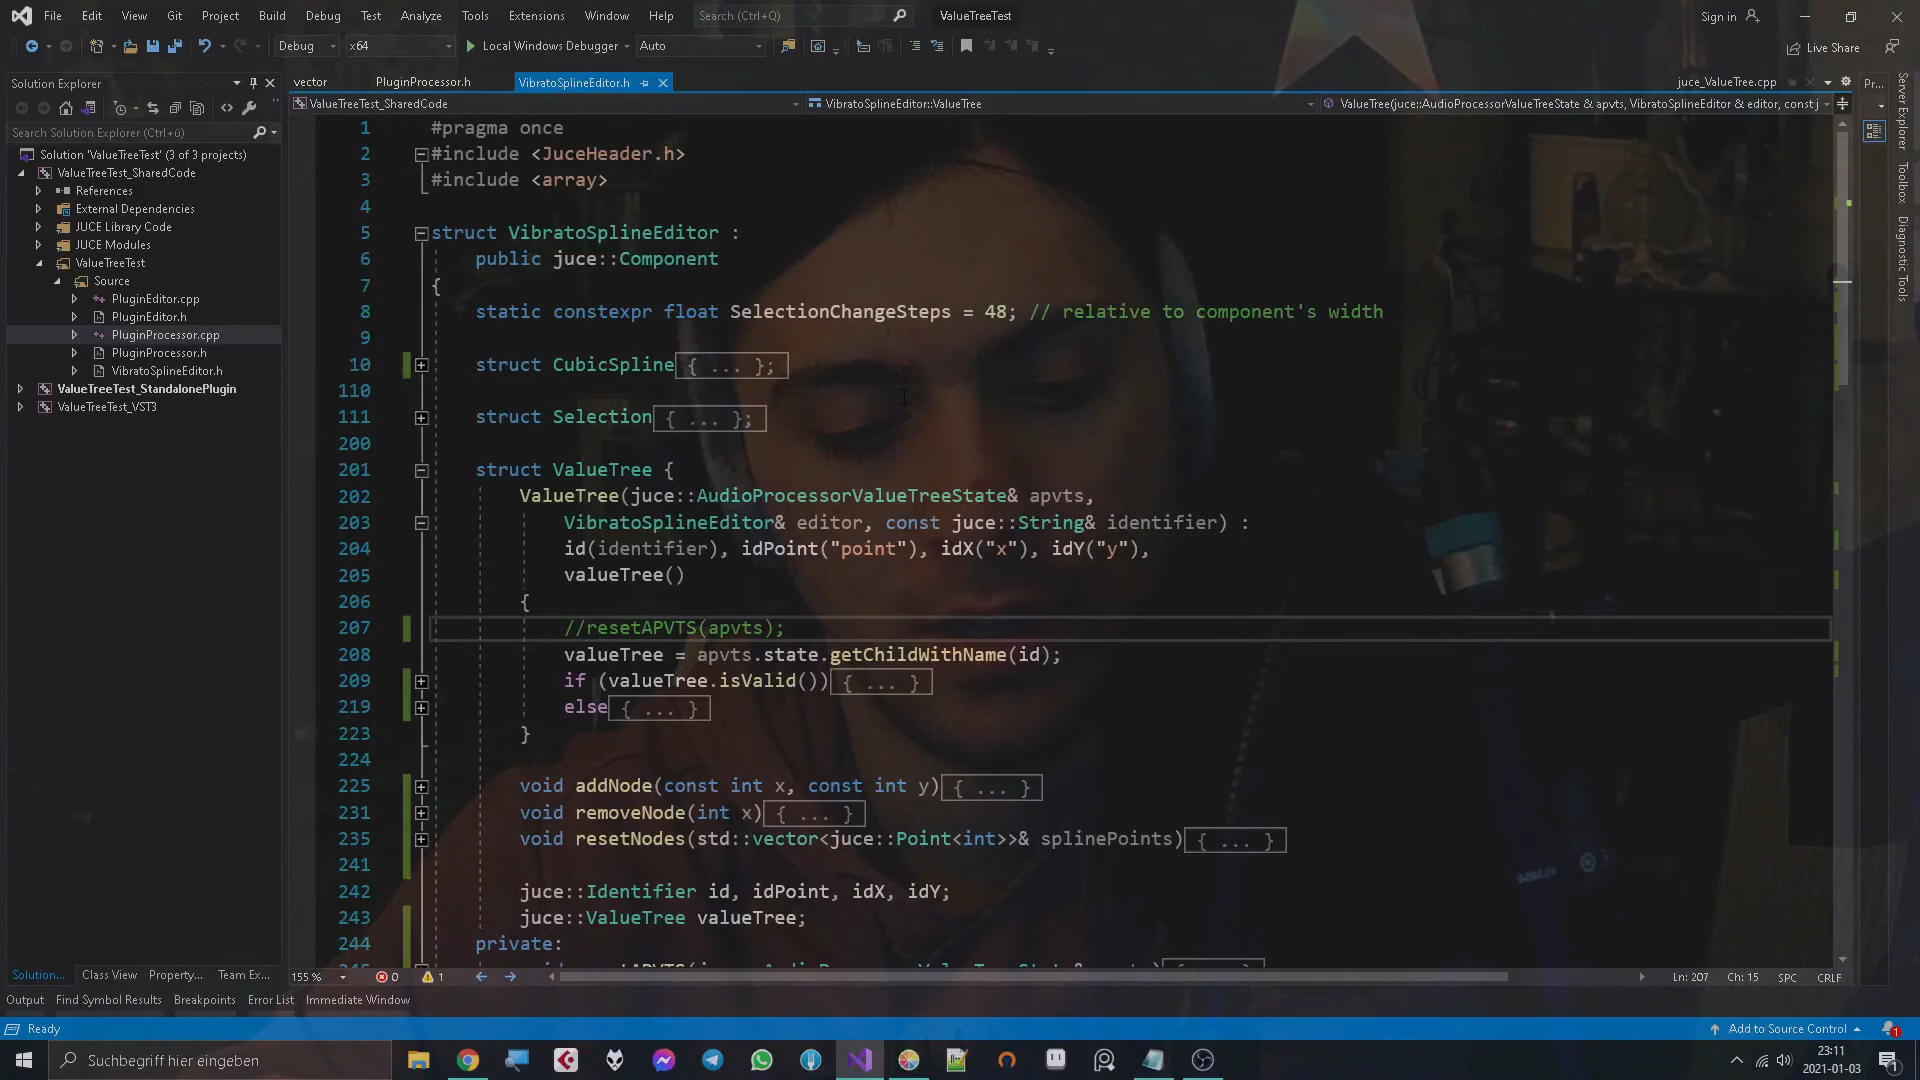 File Edit View Git Project Build Debug Test Analyze Tools Extensions Window Help Search (Ctrl+Q) ValueTreeTest Sign in
Debug x64 Local Windows Debugger Auto Live Share
Solution Explorer
vector PluginProcessor.h VibratoSplineEditor.h juce_ValueTree.cpp Pr...
ValueTreeTest_SharedCode VibratoSplineEditor::ValueTree ValueTree(juce::AudioProcessorValueTreeState & apvts, VibratoSplineEditor & editor, const j
Search Solution Explorer (Ctrl+ü)
Solution 'ValueTreeTest' (3 of 3 projects)
ValueTreeTest_SharedCode
References
External Dependencies
JUCE Library Code
JUCE Modules
ValueTreeTest
Source
PluginEditor.cpp
PluginEditor.h
PluginProcessor.cpp
PluginProcessor.h
VibratoSplineEditor.h
ValueTreeTest_StandalonePlugin
ValueTreeTest_VST3
1 #pragma once
2 #include <JuceHeader.h>
3 #include <array>
4
5 struct VibratoSplineEditor :
6 public juce::Component
7 {
8 static constexpr float SelectionChangeSteps = 48; // relative to component's width
9
10 struct CubicSpline{ ... };
110
111 struct Selection{ ... };
200
201 struct ValueTree {
202 ValueTree(juce::AudioProcessorValueTreeState& apvts,
203 VibratoSplineEditor& editor, const juce::String& identifier) :
204 id(identifier), idPoint("point"), idX("x"), idY("y"),
205 valueTree()
206 {
207 //resetAPVTS(apvts);
208 valueTree = apvts.state.getChildWithName(id);
209 if (valueTree.isValid()){ ... }
219 else{ ... }
223 }
224
225 void addNode(const int x, const int y){ ... }
231 void removeNode(int x){ ... }
235 void resetNodes(std::vector<juce::Point<int>>& splinePoints){ ... }
241
242 juce::Identifier id, idPoint, idX, idY;
243 juce::ValueTree valueTree;
244 private:
Server Explorer
Toolbox
Diagnostic Tools
Solution... Class View Property... Team Ex... 155 % 0 1 Ln: 207 Ch: 15 SPC CRLF
Output Find Symbol Results Breakpoints Error List Immediate Window
Ready Add to Source Control 1
Suchbegriff hier eingeben 23:11
2021-01-03